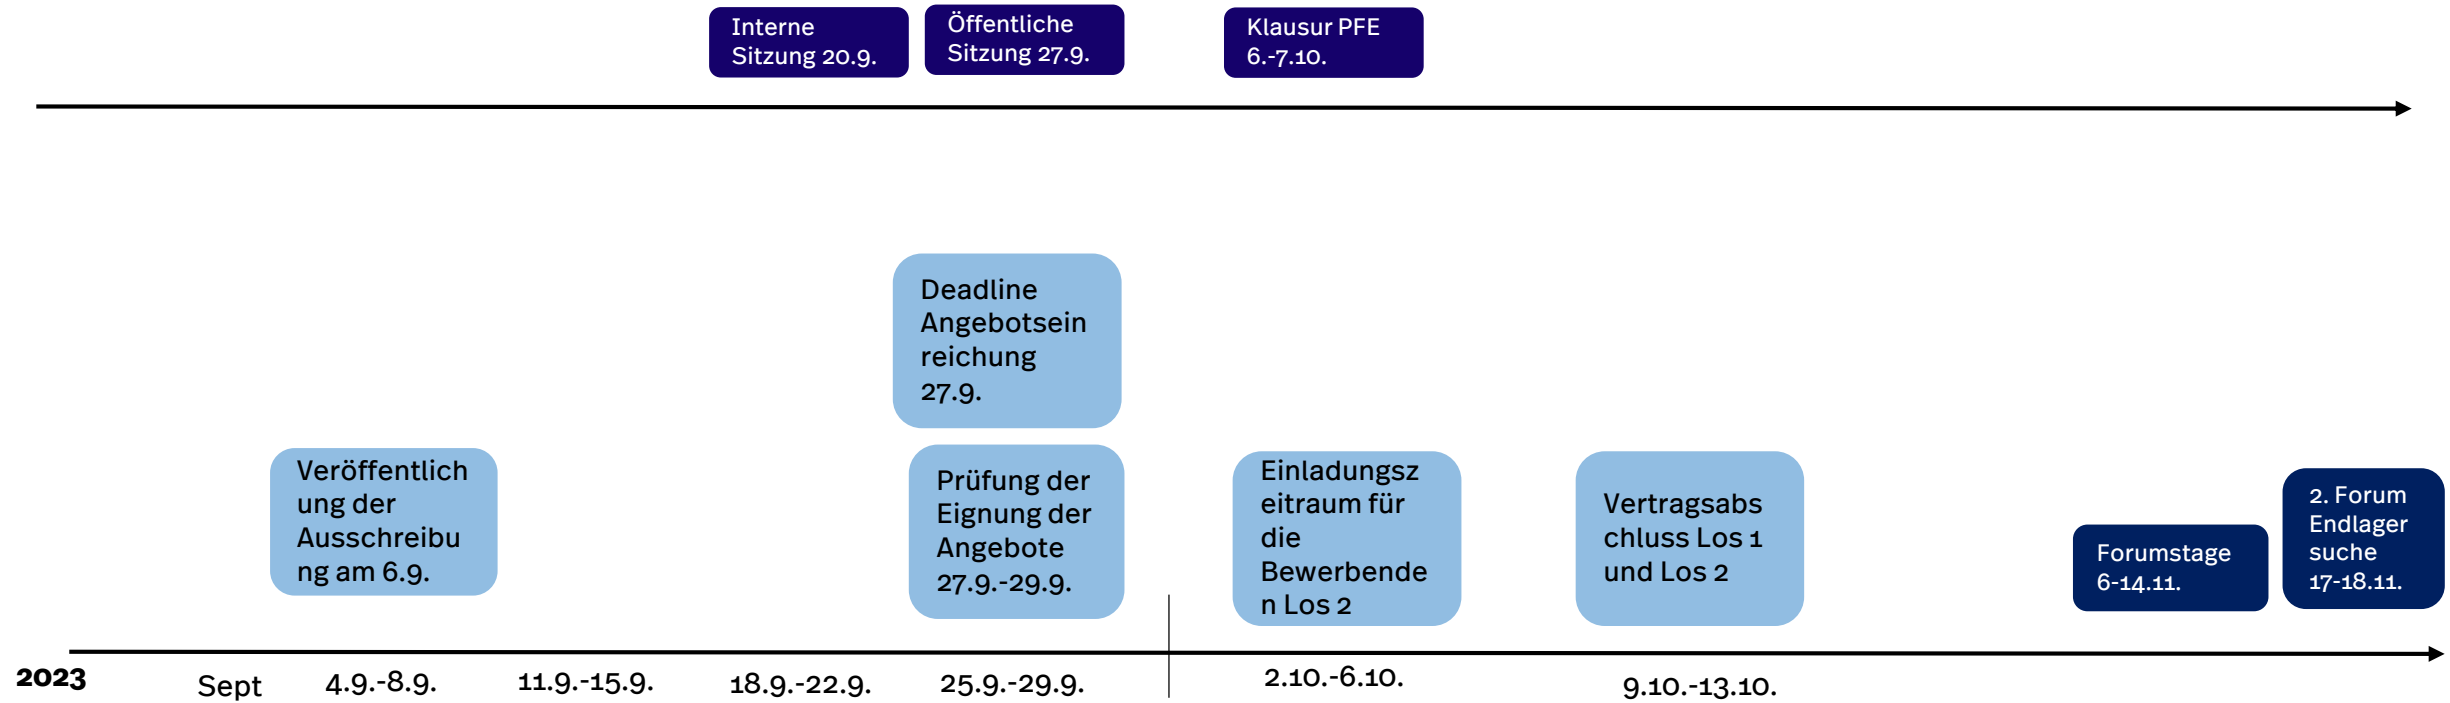 Interne
Sitzung 20.9.
Öffentliche
Sitzung 27.9.
Klausur PFE
6.-7.10.
Deadline
Angebotsein
reichung
27.9.
Veröffentlich
ung der
Ausschreibu
ng am 6.9.
Prüfung der
Eignung der
Angebote
27.9.-29.9.
Einladungsz
eitraum für
die
Bewerbende
n Los 2
Vertragsabs
chluss Los 1
und Los 2
Forumstage
6-14.11.
2. Forum
Endlager
suche
17-18.11.
2023
Sept
4.9.-8.9.
11.9.-15.9.
18.9.-22.9.
25.9.-29.9.
2.10.-6.10.
9.10.-13.10.